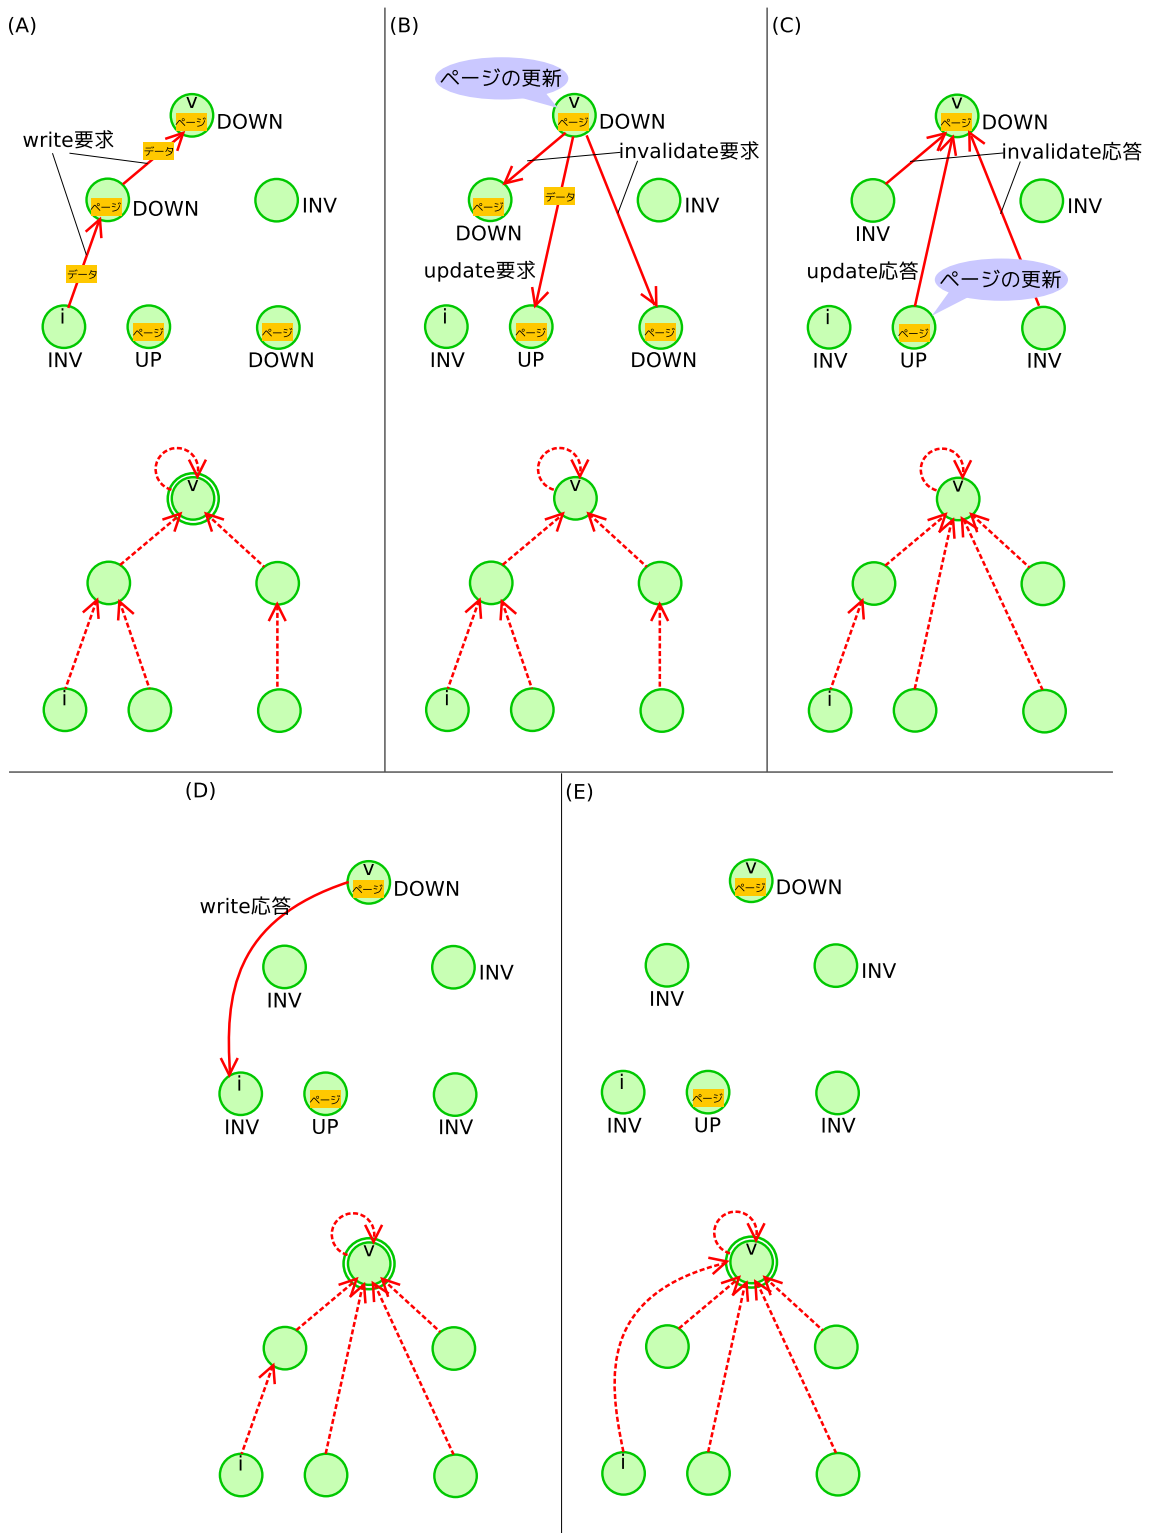 (A)
v
ページ
DOWN
write要求
データ
ページ
DOWN
INV
データ
i
INV
ページ
UP
ページ
DOWN
v
i
(B)
ページの更新
v
ページ
DOWN
invalidate要求
データ
ページ
DOWN
INV
update要求
i
INV
ページ
UP
ページ
DOWN
v
i
(C)
v
ページ
DOWN
invalidate応答
INV
INV
update応答
ページの更新
i
INV
ページ
UP
INV
v
i
(D)
v
ページ
DOWN
write応答
INV
INV
i
INV
ページ
UP
INV
v
i
(E)
v
ページ
DOWN
INV
INV
i
INV
ページ
UP
INV
v
i